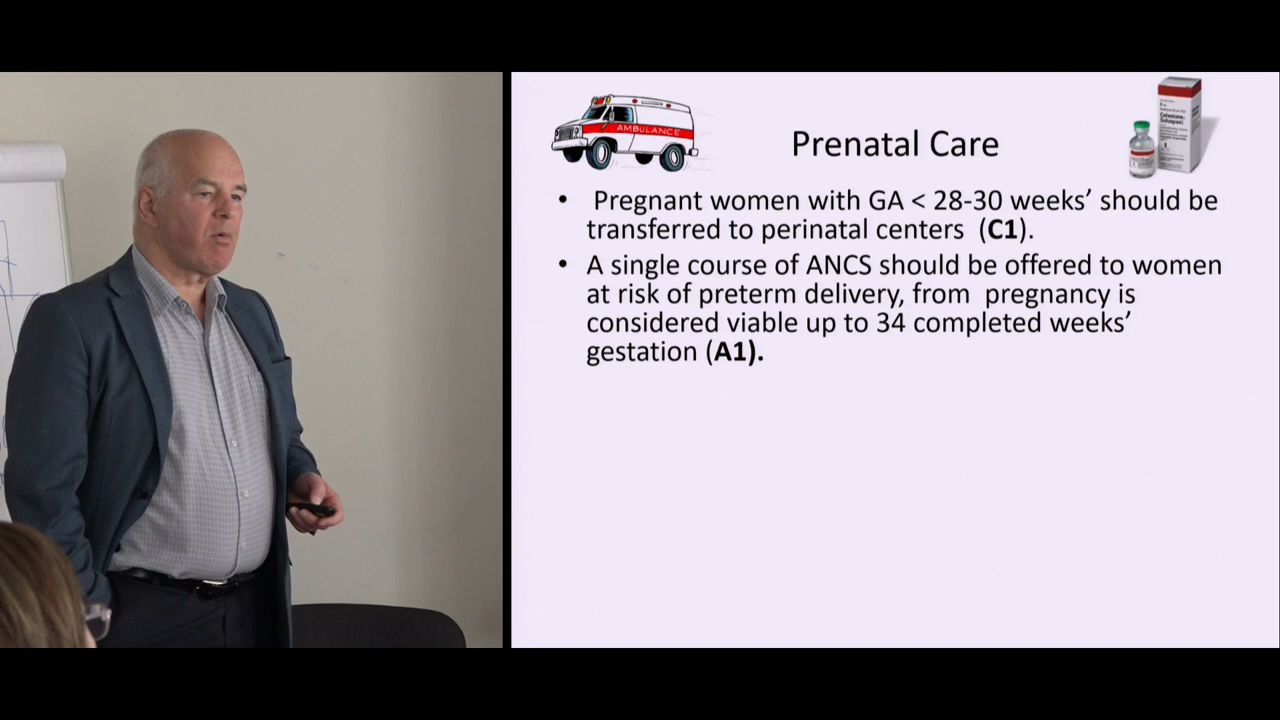 AMBULANCE
Prenatal Care
Celestone
Soluspan
• Pregnant women with GA < 28-30 weeks’ should be
transferred to perinatal centers (C1).
• A single course of ANCS should be offered to women
at risk of preterm delivery, from pregnancy is
considered viable up to 34 completed weeks’
gestation (A1).